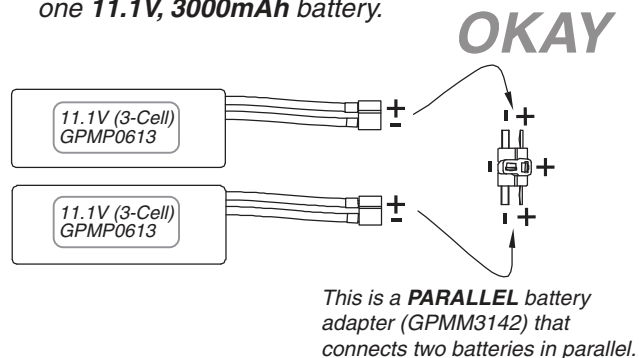 one 11.1V, 3000mAh battery.
OKAY
11.1V (3-Cell)
GPMP0613
+
-
- +
- +
11.1V (3-Cell)
GPMP0613
+
-
- +
This is a PARALLEL battery
adapter (GPMM3142) that
connects two batteries in parallel.